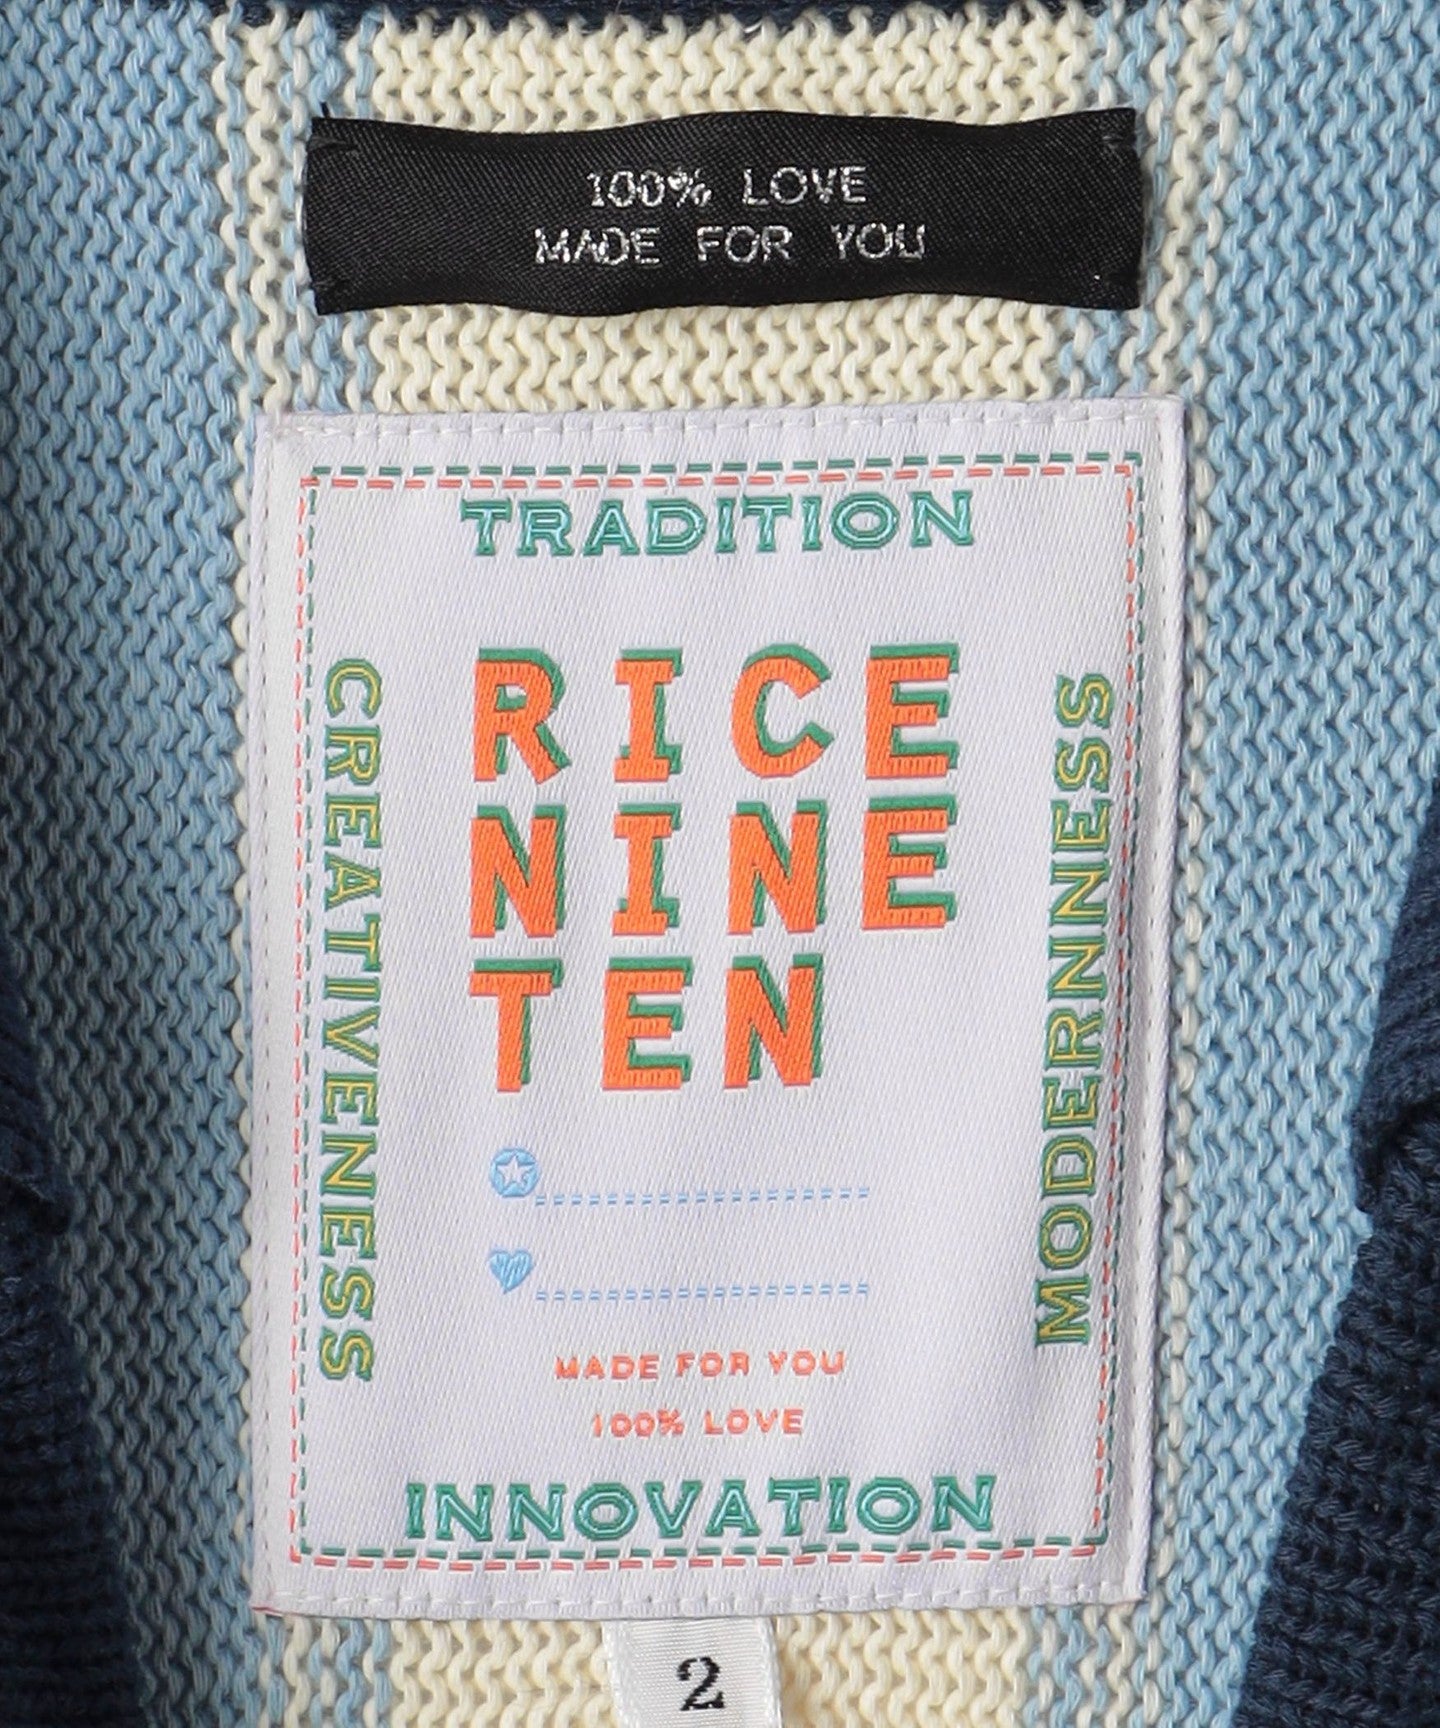 100% LOVE
MADE FOR YOU
TRADITION
CREATIVENESS
RICE
NINE
TEN
MODERNNESS
MADE FOR YOU
100% LOVE
INNOVATION
2